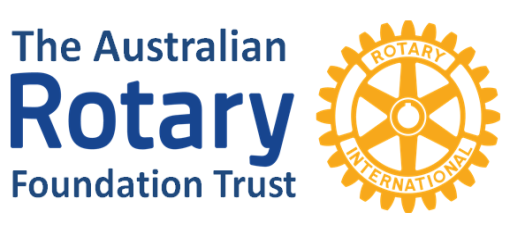 The Australian
Rotary
Foundation Trust
ROTARY
INTERNATIONAL